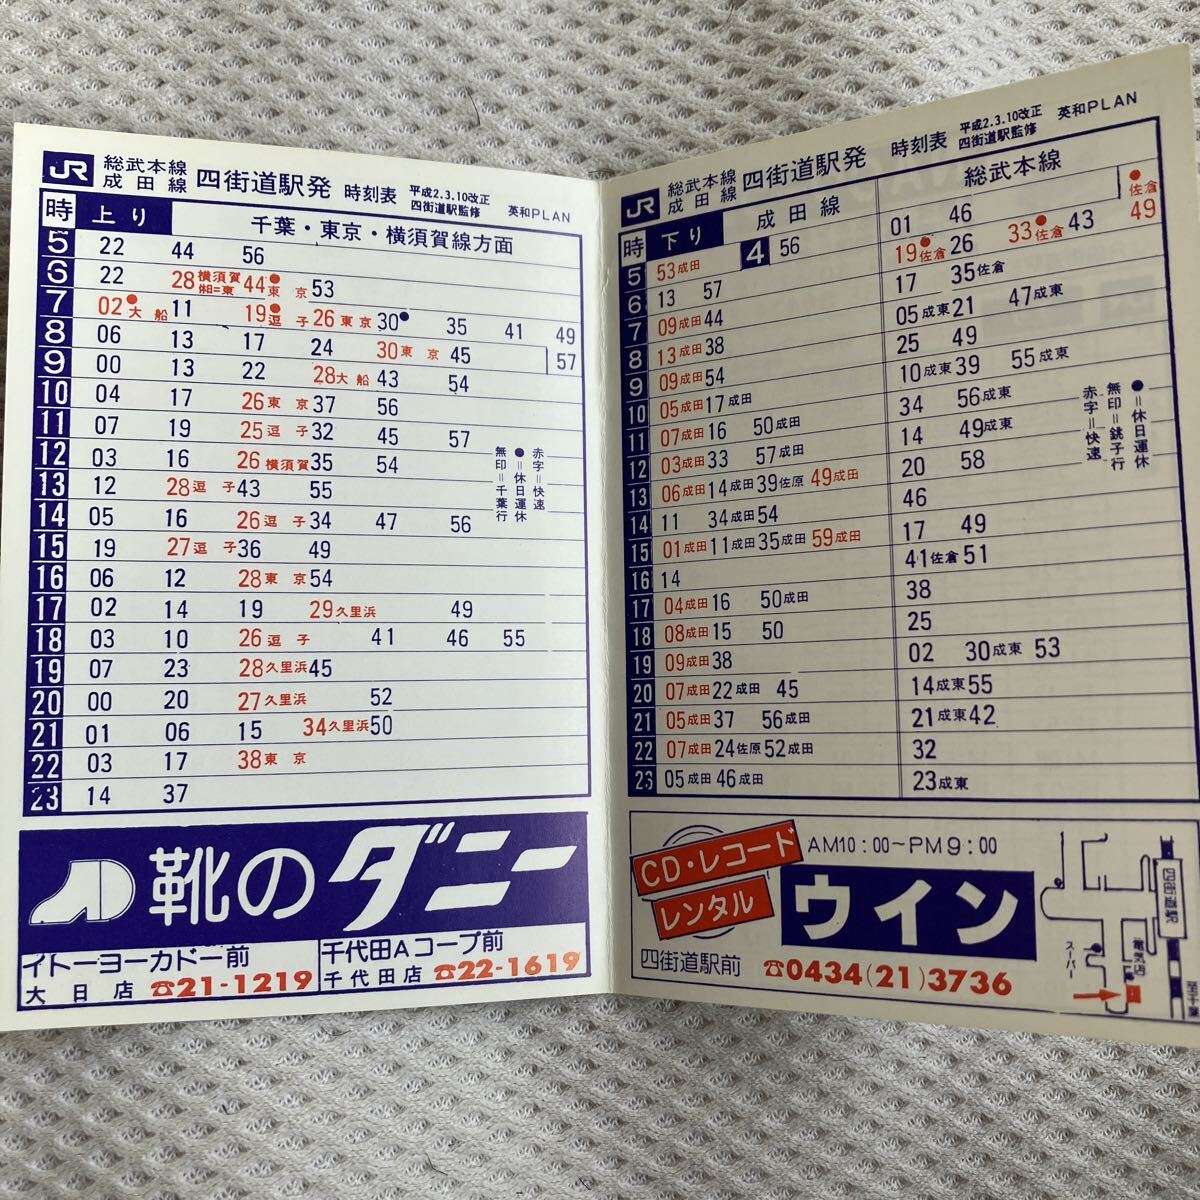 JR 総武本線 成田線 四街道駅発 時刻表 平成2.3.10改正 四街道駅監修 英和PLAN
時 上り 千葉・東京・横須賀線方面
5 22 44 56
6 22 28横須賀 休日=東京 44●東京 53
7 02●大船 11 19●逗子 26東京 30● 35 41 49
8 06 13 17 24 30東京 45 57
9 00 13 22 28大船 43 54
10 04 17 26東京 37 56
11 07 19 25逗子 32 45 57
12 03 16 26横須賀 35 54
13 12 28逗子 43 55
14 05 16 26逗子 34 47 56
15 19 27逗子 36 49
16 06 12 28東京 54
17 02 14 19 29久里浜 49
18 03 10 26逗子 41 46 55
19 07 23 28久里浜 45
20 00 20 27久里浜 52
21 01 06 15 34久里浜 50
22 03 17 38東京
23 14 37
赤字=快速
●=休日運休
無印=千葉行
靴のダニー
イトーヨーカドー前
大日店 ☎21-1219
千代田Aコープ前
千代田店 ☎22-1619
JR 総武本線 成田線 四街道駅発 時刻表 平成2.3.10改正 四街道駅監修 英和PLAN
時 下り 成田線 総武本線
4 56
5 53成田 01 46
6 13 57 19●佐倉 26 33●佐倉 43 49●佐倉
7 09成田 44 17 35佐倉
8 13成田 38 05成東 21 47成東
9 09成田 54 25 49
10 05成田 17成田 10成東 39 55成東
11 07成田 16 50成田 34 56成東
12 03成田 33 57成田 14 49成東
13 06成田 14成田 39佐原 49成田 20 58
14 11 34成田 54 46
15 01成田 11成田 35成田 59成田 17 49
16 14 41佐倉 51
17 04成田 16 50成田 38
18 08成田 15 50 25
19 09成田 38 02 30成東 53
20 07成田 22成田 45 14成東 55
21 05成田 37 56成田 21成東 42
22 07成田 24佐原 52成田 32
23 05成田 46成田 23成東
●=休日運休
無印=銚子行
赤字=快速
CD・レコード
レンタル
AM10:00~PM9:00
ウイン
四街道駅前 ☎0434(21)3736
四街道駅
電気店
スーパー
至千葉